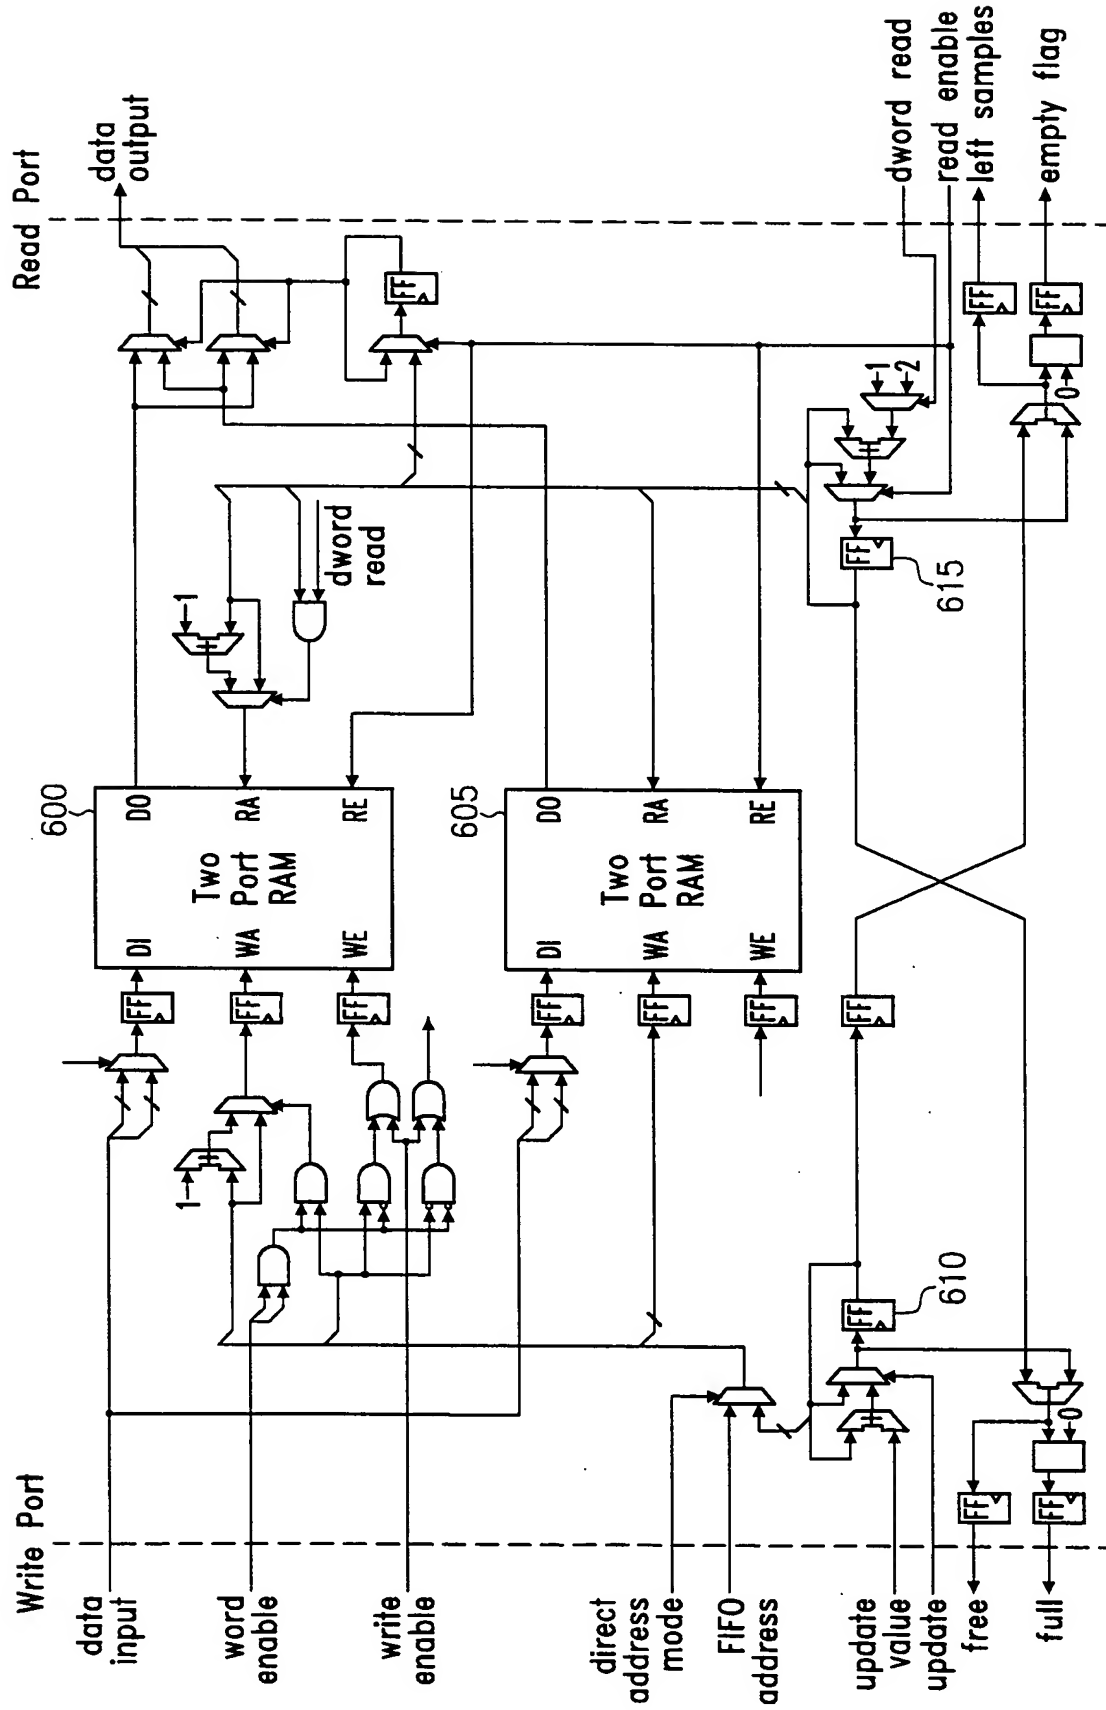 Write Port
Read Port
data
input
word
enable
write
enable
direct
address
mode
FIFO
address
update
value
update
free
full
data
output
dword read
read enable
left samples
empty flag
600
DI
WA
WE
Two
Port
RAM
DO
RA
RE
FF
FF
FF
1
+
1
+
dword
read
FF
605
DI
WA
WE
Two
Port
RAM
DO
RA
RE
FF
FF
FF
610
FF
FF
+
0
FF
FF
615
FF
+
1
2
0
FF
FF